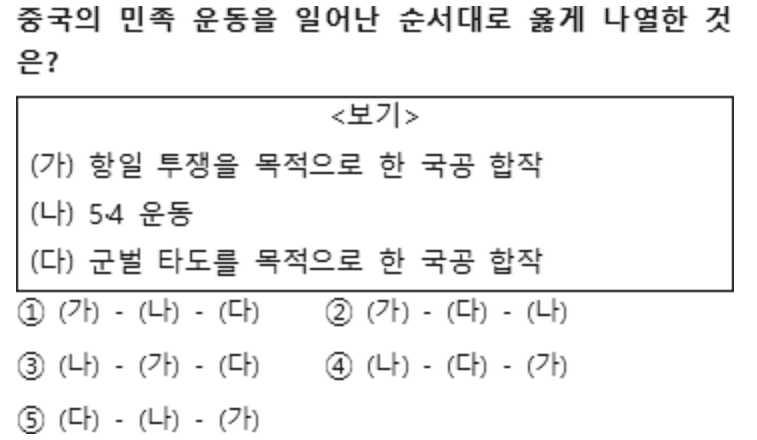 중국의 민족 운동을 일어난 순서대로 옳게 나열한 것
은?
<보기>
(가) 항일 투쟁을 목적으로 한 국공 합작
(나) 5·4 운동
(다) 군벌 타도를 목적으로 한 국공 합작
① (가) - (나) - (다) ② (가) - (다) - (나)
③ (나) - (가) - (다) ④ (나) - (다) - (가)
⑤ (다) - (나) - (가)